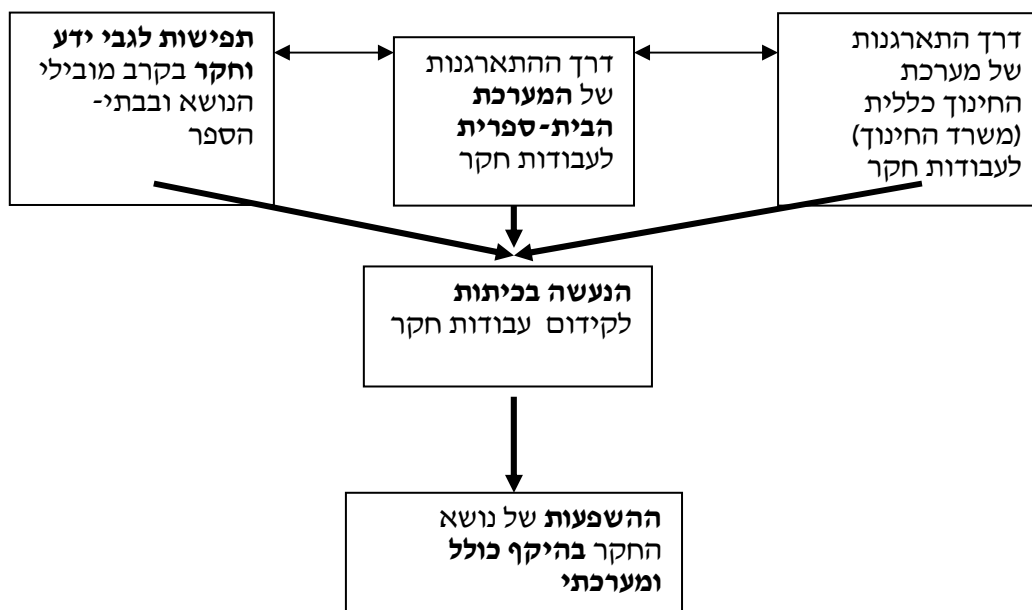 דרך התארגנות
של מערכת
החינוך כללית
(משרד החינוך)
לעבודות חקר
דרך ההתארגנות
של המערכת
הבית-ספרית
לעבודות חקר
תפישות לגבי ידע
וחקר בקרב מובילי
הנושא ובבתי-
הספר
הנעשה בכיתות
לקידום עבודות חקר
ההשפעות של נושא
החקר בהיקף כולל
ומערכתי